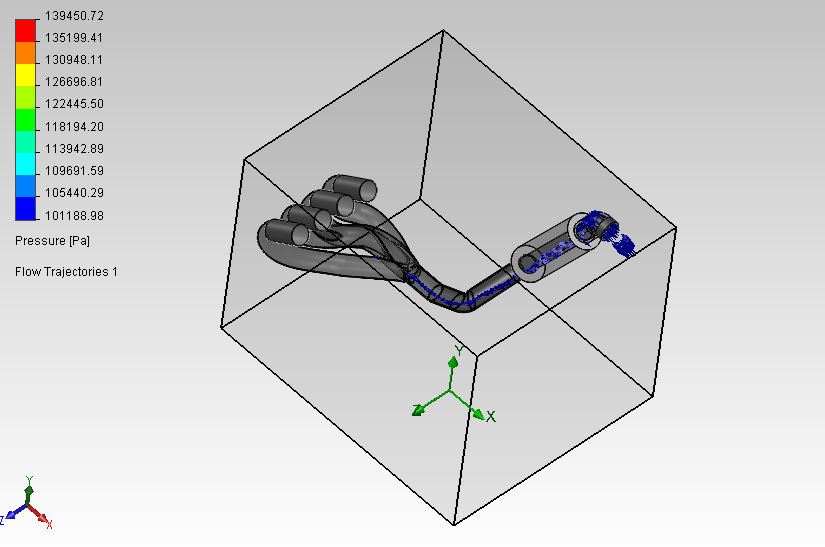 139450.72
135199.41
130948.11
126696.81
122445.50
118194.20
113942.89
109691.59
105440.29
101188.98
Pressure [Pa]
Flow Trajectories 1
Y
Z
X
Y
Z
X